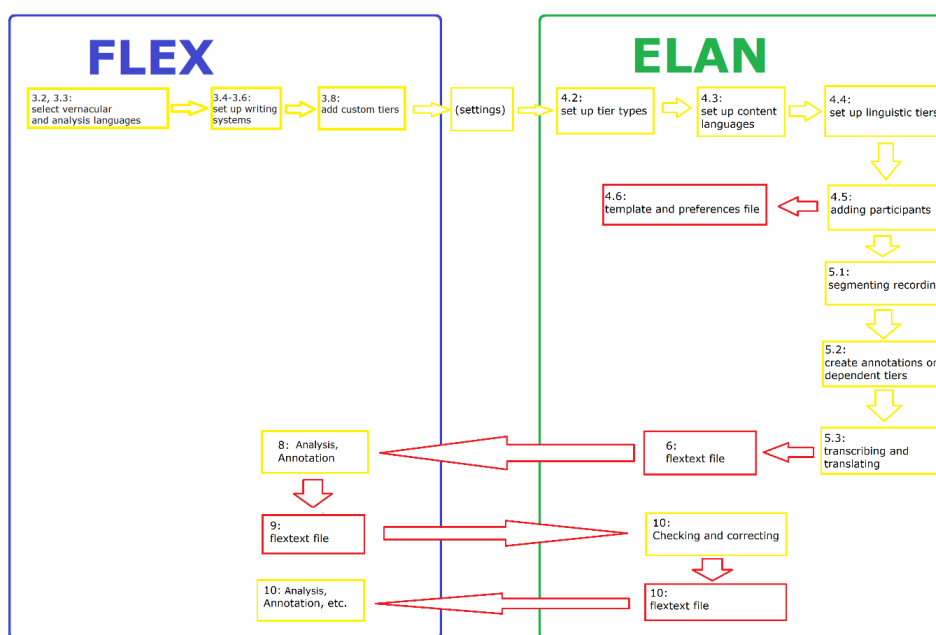 FLEX
ELAN
3.2, 3.3:
select vernacular
and analysis languages
3.4-3.6:
set up writing
systems
3.8:
add custom tiers
(settings)
4.2:
set up tier types
4.3:
set up content
languages
4.4:
set up linguistic tiers
4.6:
template and preferences file
4.5:
adding participants
5.1:
segmenting recordin
5.2:
create annotations on
dependent tiers
5.3:
transcribing and
translating
6:
flextext file
8: Analysis,
Annotation
9:
flextext file
10:
Checking and correcting
10:
flextext file
10: Analysis,
Annotation, etc.